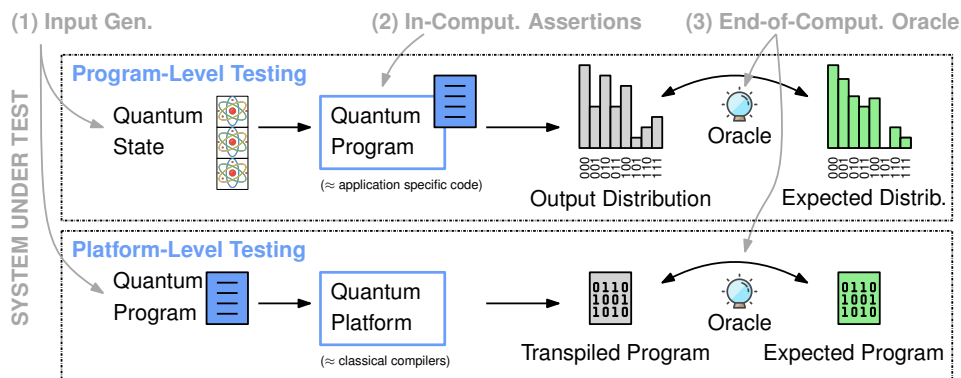 (1) Input Gen.
(2) In-Comput. Assertions
(3) End-of-Comput. Oracle
SYSTEM UNDER TEST
Program-Level Testing
Quantum
State
Quantum
Program
(≈ application specific code)
000
001
010
011
100
101
110
111
Output Distribution
Oracle
000
001
010
011
100
101
110
111
Expected Distrib.
Platform-Level Testing
Quantum
Program
Quantum
Platform
(≈ classical compilers)
0110
1001
1010
Transpiled Program
Oracle
0110
1001
1010
Expected Program